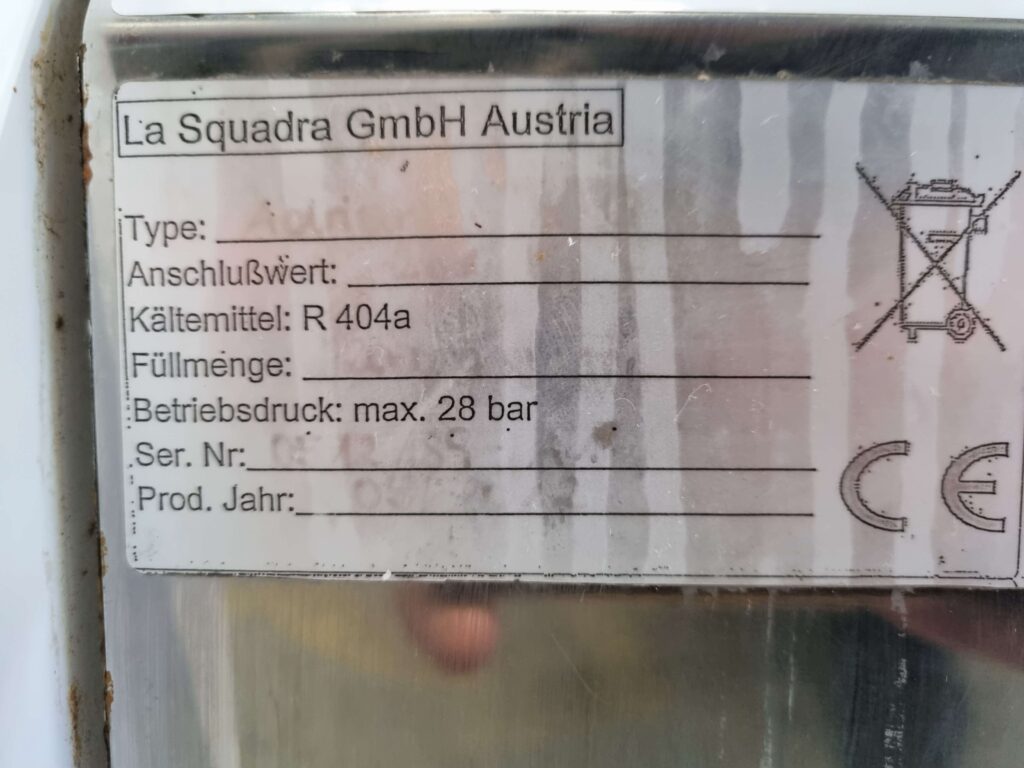 La Squadra GmbH Austria
Type:
Anschlußwert:
Kältemittel: R 404a
Füllmenge:
Betriebsdruck: max. 28 bar
Ser. Nr:
Prod. Jahr:
CE